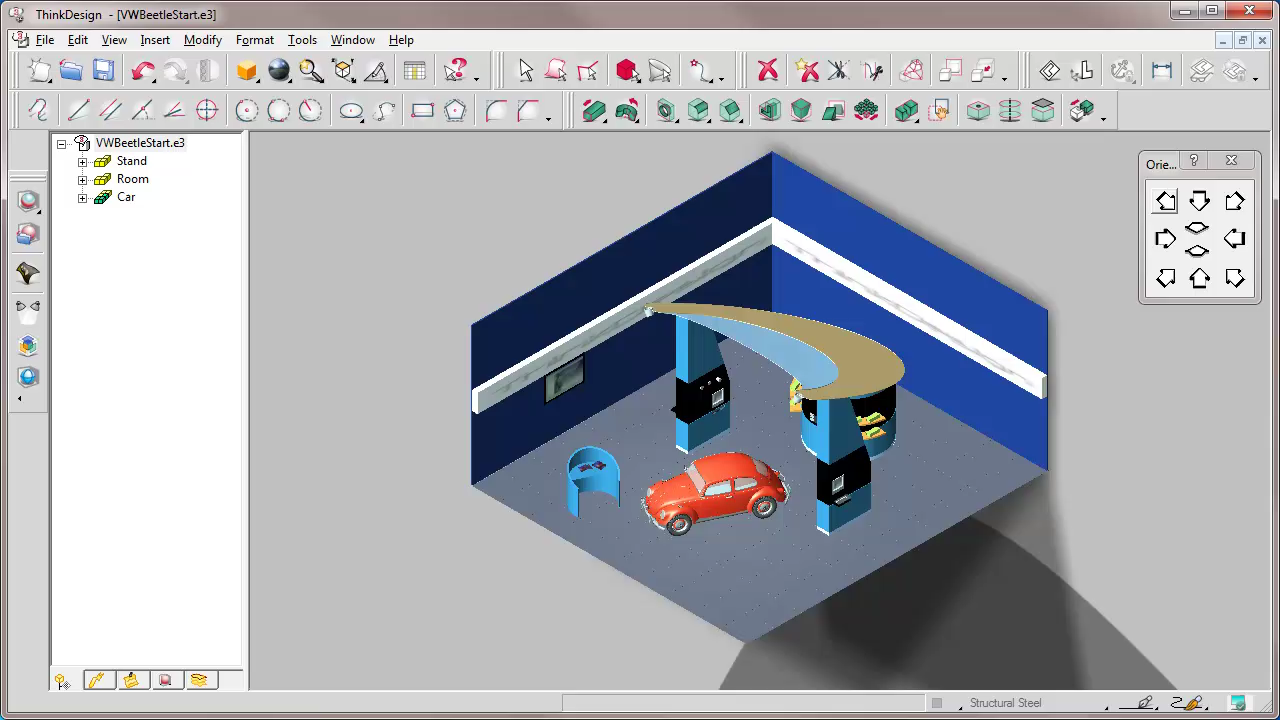 ThinkDesign - [VWBeetleStart.e3]
File Edit View Insert Modify Format Tools Window Help
VWBeetleStart.e3
Stand
Room
Car
Orie...
Structural Steel